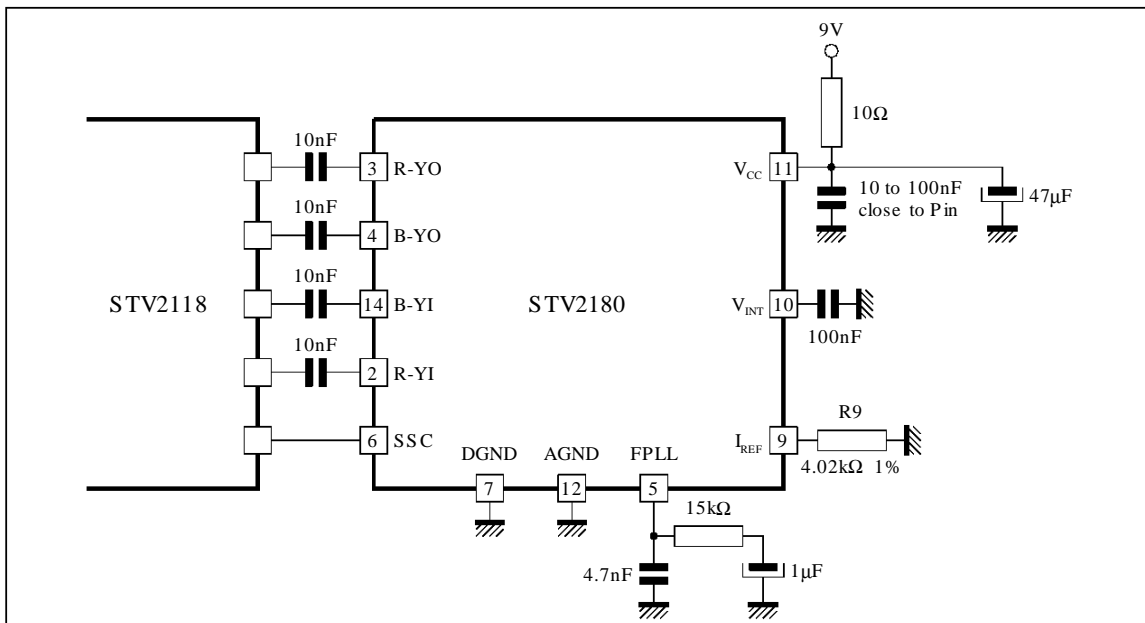 9V
10Ω
10nF
3 R-YO
V_CC 11
10 to 100nF
close to Pin
47μF
10nF
4 B-YO
10nF
STV2118
14 B-YI
STV2180
V_INT 10
100nF
10nF
2 R-YI
R9
6 SSC
I_REF 9
4.02kΩ 1%
DGND
AGND
FPLL
7
12
5
15kΩ
4.7nF
1μF